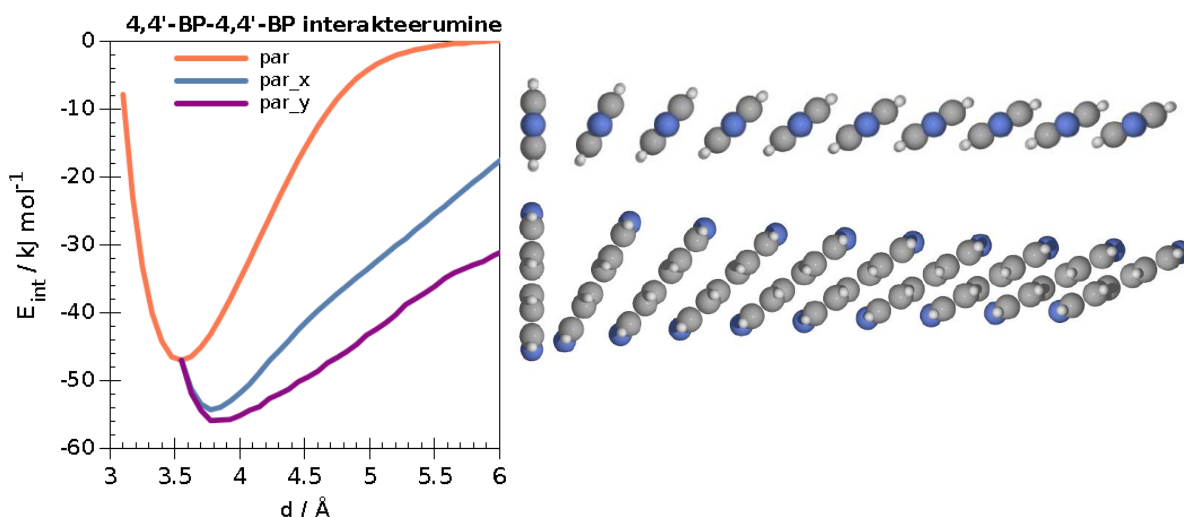 4,4'-BP-4,4'-BP interakteerumine
0
-10
-20
-30
-40
-50
-60
E_int / kJ mol⁻¹
par
par_x
par_y
3 3.5 4 4.5 5 5.5 6
d / Å